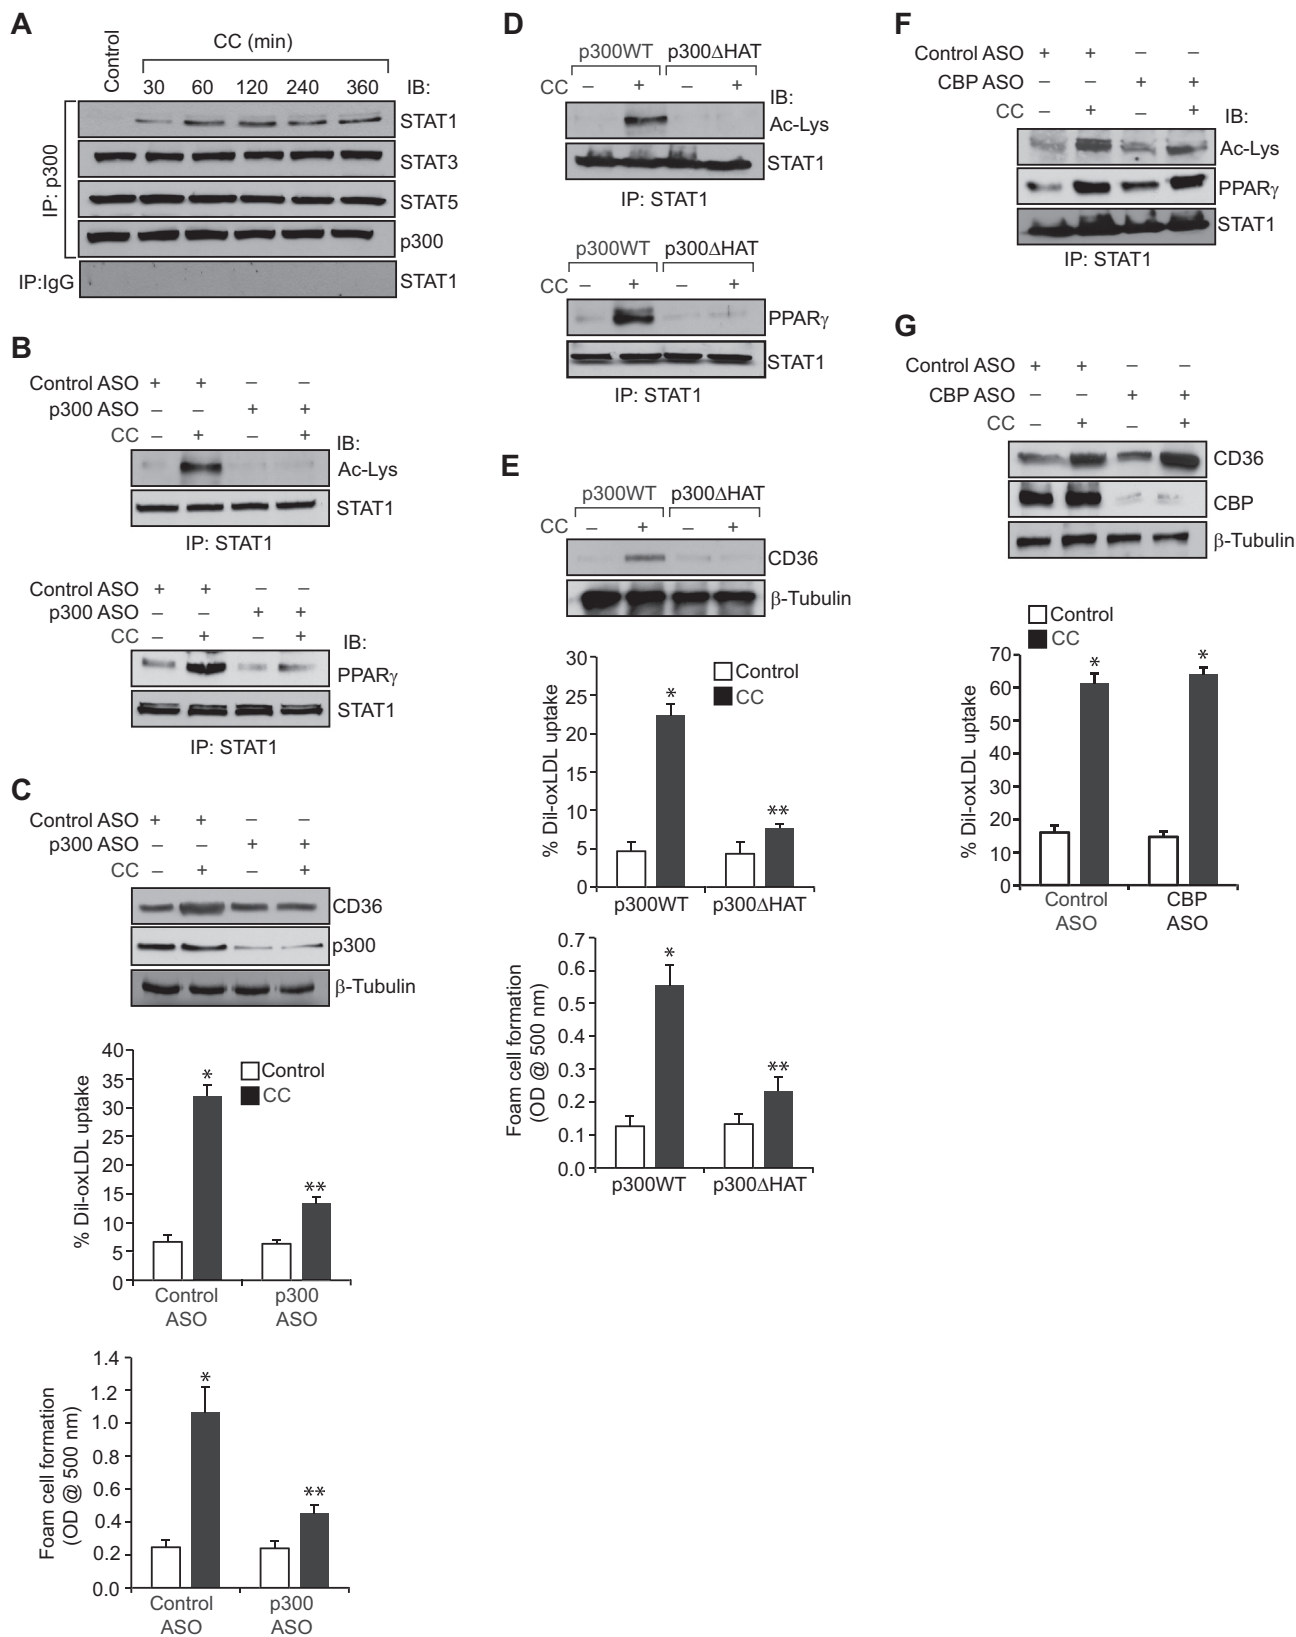 A
Control
CC (min)
30 60 120 240 360 IB:
IP: p300
STAT1
STAT3
STAT5
p300
IP:IgG
STAT1
B
Control ASO + + – –
p300 ASO – – + +
CC – + – +
IB:
Ac-Lys
STAT1
IP: STAT1
Control ASO + + – –
p300 ASO – – + +
CC – + – +
IB:
PPARγ
STAT1
IP: STAT1
C
Control ASO + + – –
p300 ASO – – + +
CC – + – +
CD36
p300
β-Tubulin
% Dil-oxLDL uptake
40
35
30
25
20
15
10
5
0
*
**
Control
CC
Control
ASO
p300
ASO
Foam cell formation
(OD @ 500 nm)
1.4
1.2
1.0
0.8
0.6
0.4
0.2
0.0
*
**
Control
ASO
p300
ASO
D
p300WT p300ΔHAT
CC – + – +
IB:
Ac-Lys
STAT1
IP: STAT1
p300WT p300ΔHAT
CC – + – +
PPARγ
STAT1
IP: STAT1
E
p300WT p300ΔHAT
CC – + – +
CD36
β-Tubulin
% Dil-oxLDL uptake
30
25
20
15
10
5
0
*
**
Control
CC
p300WT p300ΔHAT
Foam cell formation
(OD @ 500 nm)
0.7
0.6
0.5
0.4
0.3
0.2
0.1
0.0
*
**
p300WT p300ΔHAT
F
Control ASO + + – –
CBP ASO – – + +
CC – + – +
IB:
Ac-Lys
PPARγ
STAT1
IP: STAT1
G
Control ASO + + – –
CBP ASO – – + +
CC – + – +
CD36
CBP
β-Tubulin
Control
CC
% Dil-oxLDL uptake
70
60
50
40
30
20
10
0
*
*
Control
ASO
CBP
ASO